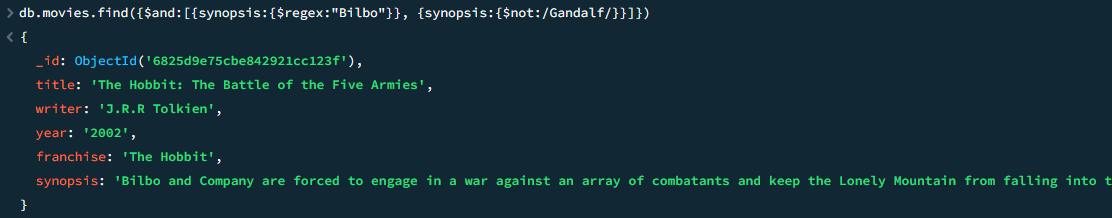 > db.movies.find({$and:[{synopsis:{$regex:"Bilbo"}}, {synopsis:{$not:/Gandalf/}}]})
< {
_id: ObjectId('6825d9e75cbe842921cc123f'),
title: 'The Hobbit: The Battle of the Five Armies',
writer: 'J.R.R Tolkien',
year: '2002',
franchise: 'The Hobbit',
synopsis: 'Bilbo and Company are forced to engage in a war against an array of combatants and keep the Lonely Mountain from falling into t
}